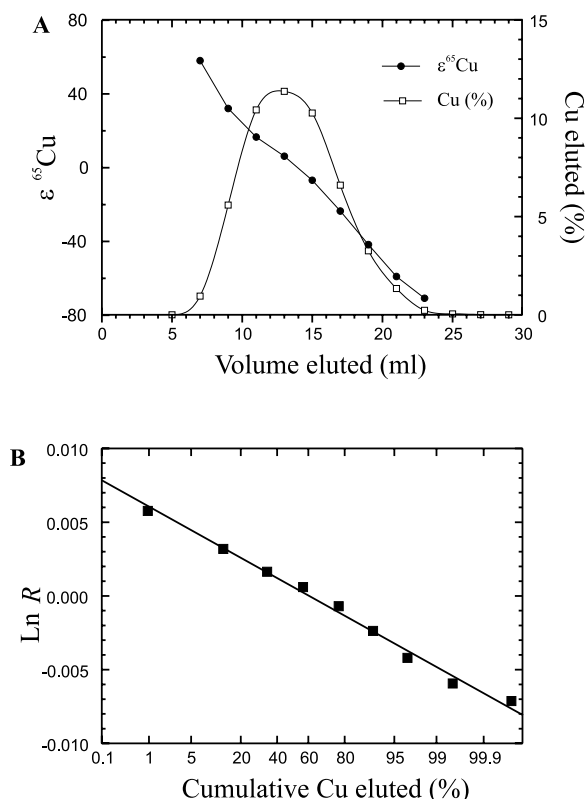 A
80
40
0
-40
-80
ε ⁶⁵Cu
ε⁶⁵Cu
Cu (%)
15
10
5
0
Cu eluted (%)
0 5 10 15 20 25 30
Volume eluted (ml)
B
0.010
0.005
0.000
-0.005
-0.010
Ln R
0.1 1 5 20 40 60 80 95 99 99.9
Cumulative Cu eluted (%)